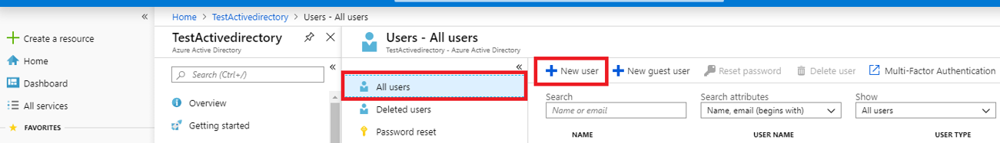 Home > TestActivedirectory > Users - All users
Create a resource
Home
Dashboard
All services
FAVORITES
TestActivedirectory
Azure Active Directory
Search (Ctrl+/)
Overview
Getting started
Users - All users
TestActivedirectory - Azure Active Directory
All users
Deleted users
Password reset
New user New guest user Reset password Delete user Multi-Factor Authentication
Search Search attributes Show
Name or email Name, email (begins with) All users
NAME USER NAME USER TYPE